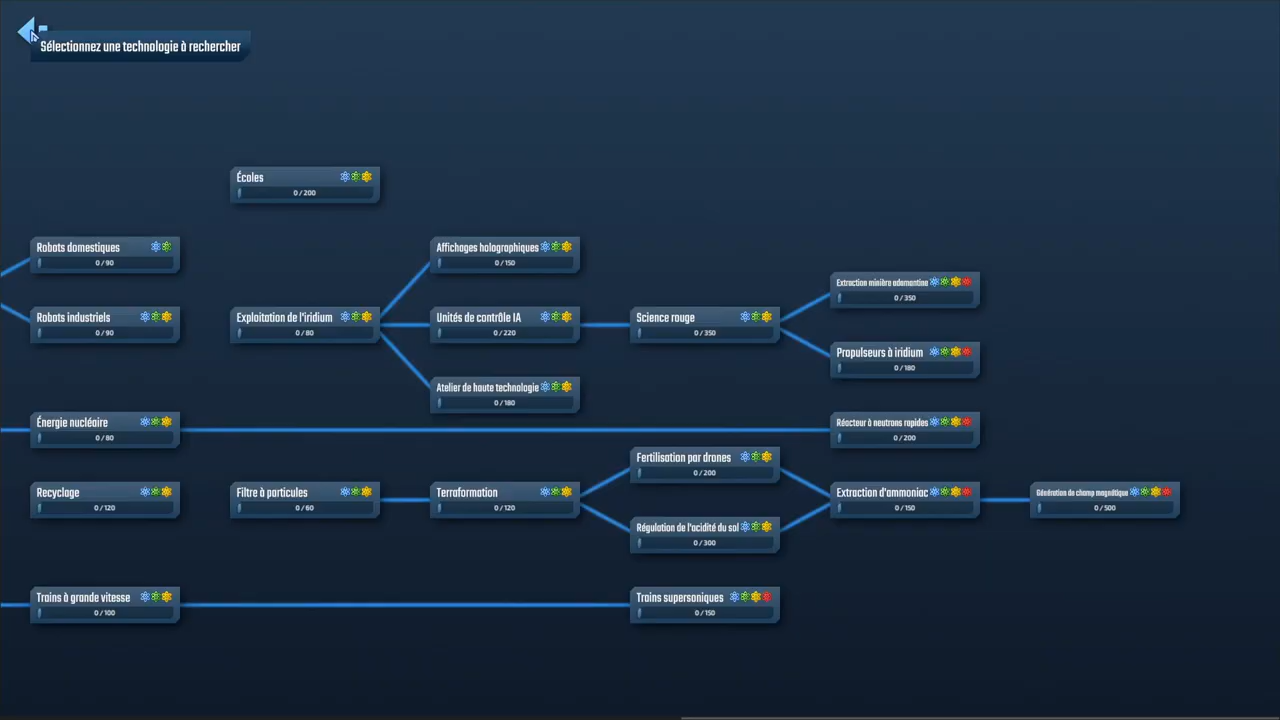 Sélectionnez une technologie à rechercher
Écoles
0 / 200
Robots domestiques
0 / 90
Affichages holographiques
0 / 150
Extraction minière adamantine
0 / 350
Robots industriels
0 / 90
Exploitation de l'iridium
0 / 80
Unités de contrôle IA
0 / 220
Science rouge
0 / 350
Propulseurs à iridium
0 / 180
Atelier de haute technologie
0 / 180
Énergie nucléaire
0 / 80
Réacteur à neutrons rapides
0 / 200
Fertilisation par drones
0 / 200
Recyclage
0 / 120
Filtre à particules
0 / 60
Terraformation
0 / 120
Extraction d'ammoniac
0 / 150
Génération de champ magnétique
0 / 500
Régulation de l'acidité du sol
0 / 300
Trains à grande vitesse
0 / 100
Trains supersoniques
0 / 150